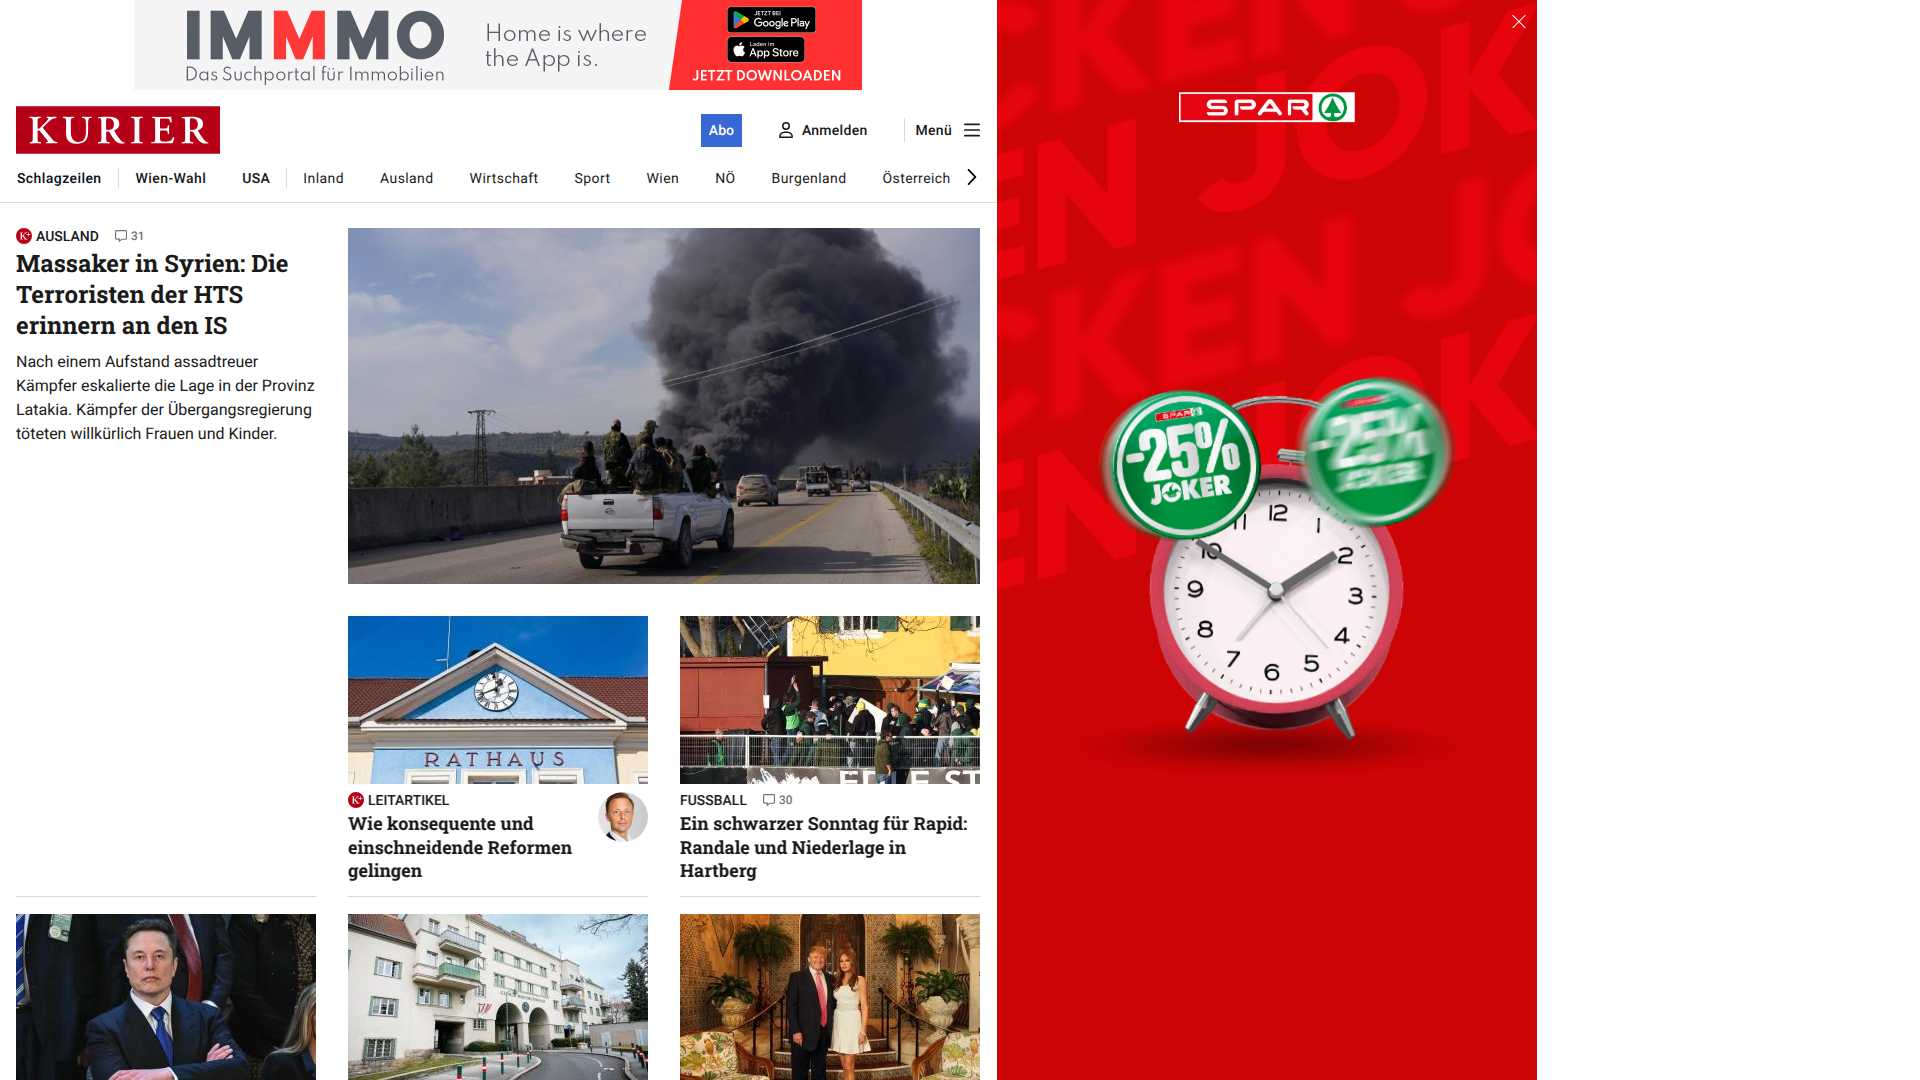 IMMMO
Das Suchportal für Immobilien
Home is where
the App is.
JETZT BEI
Google Play
Laden im
App Store
JETZT DOWNLOADEN
KURIER
Abo
Anmelden
Menü
Schlagzeilen
Wien-Wahl
USA
Inland
Ausland
Wirtschaft
Sport
Wien
NÖ
Burgenland
Österreich
K+ AUSLAND 31
Massaker in Syrien: Die
Terroristen der HTS
erinnern an den IS
Nach einem Aufstand assadtreuer
Kämpfer eskalierte die Lage in der Provinz
Latakia. Kämpfer der Übergangsregierung
töteten willkürlich Frauen und Kinder.
RATHAUS
K+ LEITARTIKEL
Wie konsequente und
einschneidende Reformen
gelingen
FUSSBALL 30
Ein schwarzer Sonntag für Rapid:
Randale und Niederlage in
Hartberg
SPAR
SPAR
-25%
JOKER
-25%
JOKER
12
1
2
3
4
5
6
7
8
9
10
11